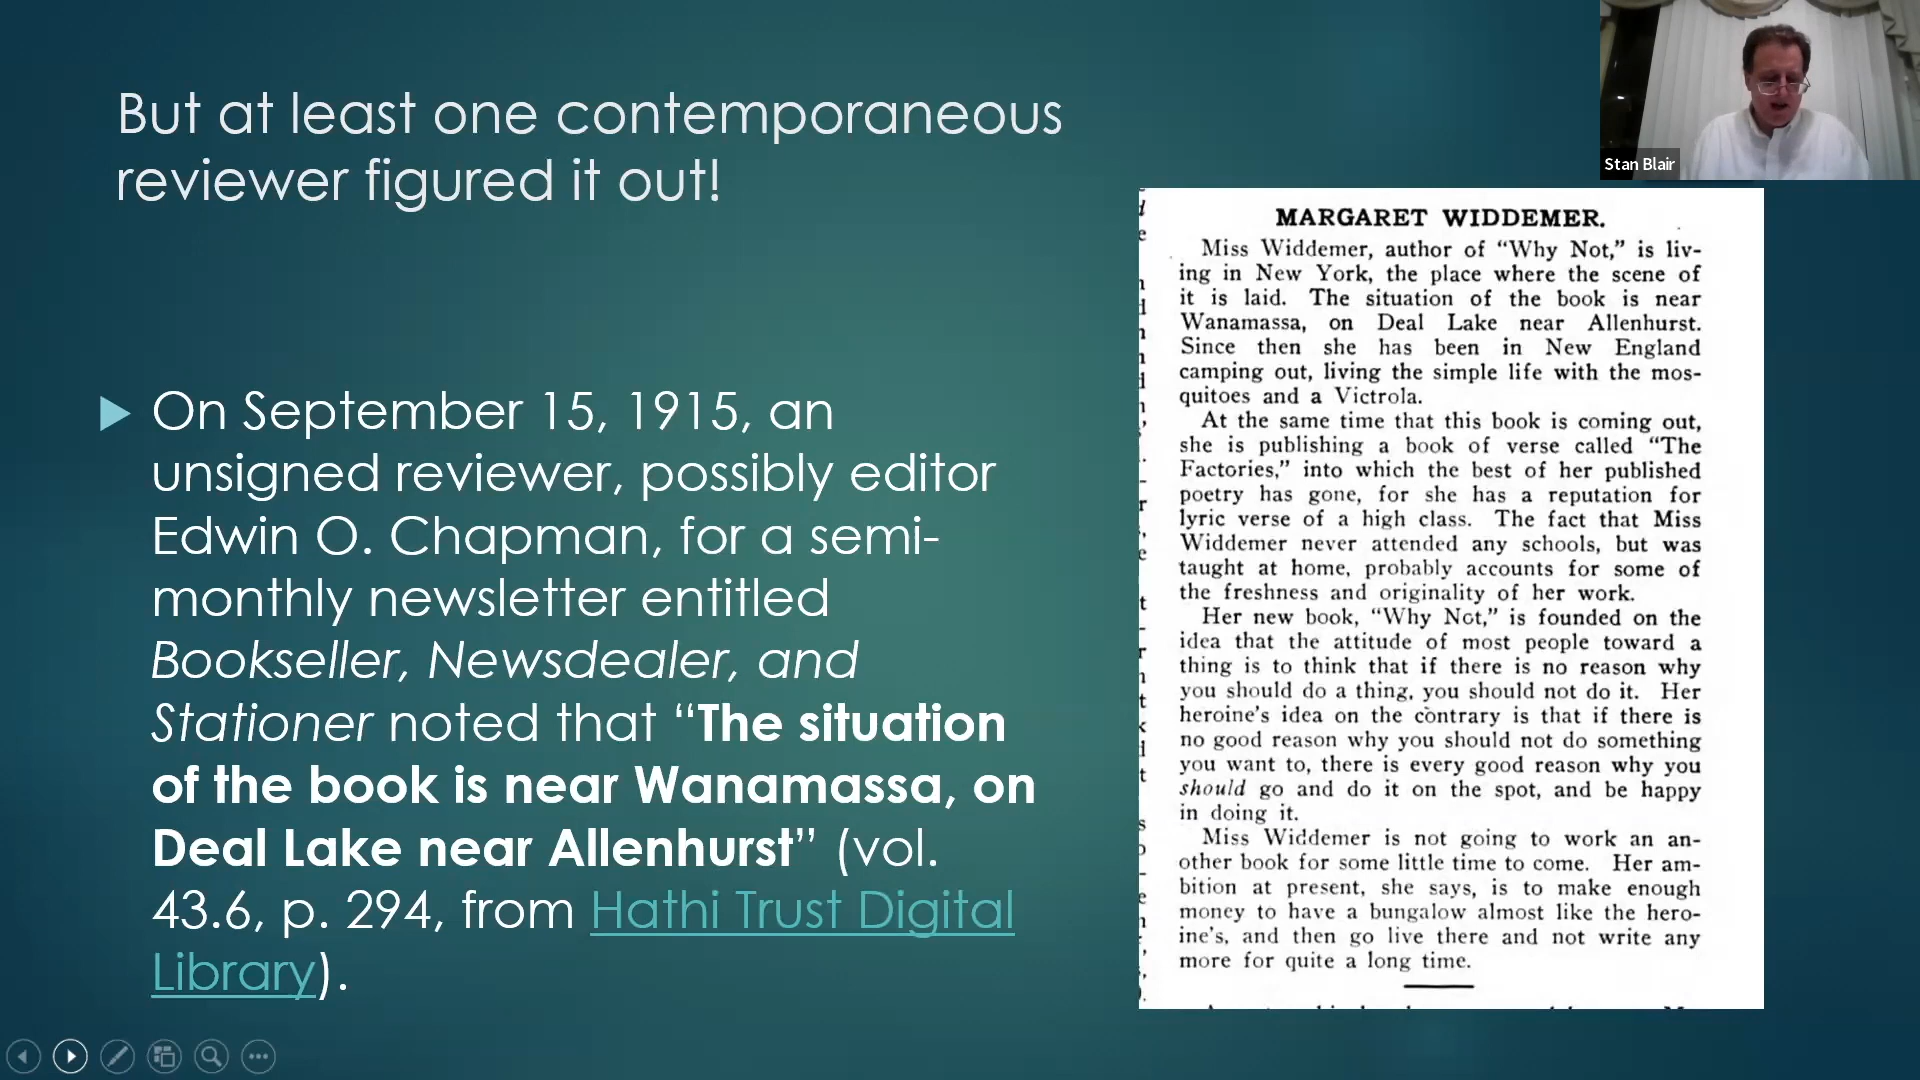 But at least one contemporaneous
reviewer figured it out!
On September 15, 1915, an
unsigned reviewer, possibly editor
Edwin O. Chapman, for a semi-
monthly newsletter entitled
Bookseller, Newsdealer, and
Stationer noted that “The situation
of the book is near Wanamassa, on
Deal Lake near Allenhurst” (vol.
43.6, p. 294, from Hathi Trust Digital
Library).
Stan Blair
MARGARET WIDDEMER.
Miss Widdemer, author of “Why Not,” is liv-
ing in New York, the place where the scene of
it is laid. The situation of the book is near
Wanamassa, on Deal Lake near Allenhurst.
Since then she has been in New England
camping out, living the simple life with the mos-
quitoes and a Victrola.
At the same time that this book is coming out,
she is publishing a book of verse called “The
Factories,” into which the best of her published
poetry has gone, for she has a reputation for
lyric verse of a high class. The fact that Miss
Widdemer never attended any schools, but was
taught at home, probably accounts for some of
the freshness and originality of her work.
Her new book, “Why Not,” is founded on the
idea that the attitude of most people toward a
thing is to think that if there is no reason why
you should do a thing, you should not do it. Her
heroine’s idea on the contrary is that if there is
no good reason why you should not do something
you want to, there is every good reason why you
should go and do it on the spot, and be happy
in doing it.
Miss Widdemer is not going to work an an-
other book for some little time to come. Her am-
bition at present, she says, is to make enough
money to have a bungalow almost like the hero-
ine’s, and then go live there and not write any
more for quite a long time.